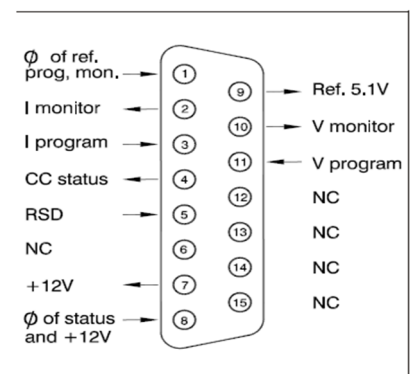 Ø of ref.
prog, mon.
I monitor
I program
CC status
RSD
NC
+12V
Ø of status
and +12V
1
2
3
4
5
6
7
8
9
10
11
12
13
14
15
Ref. 5.1V
V monitor
V program
NC
NC
NC
NC